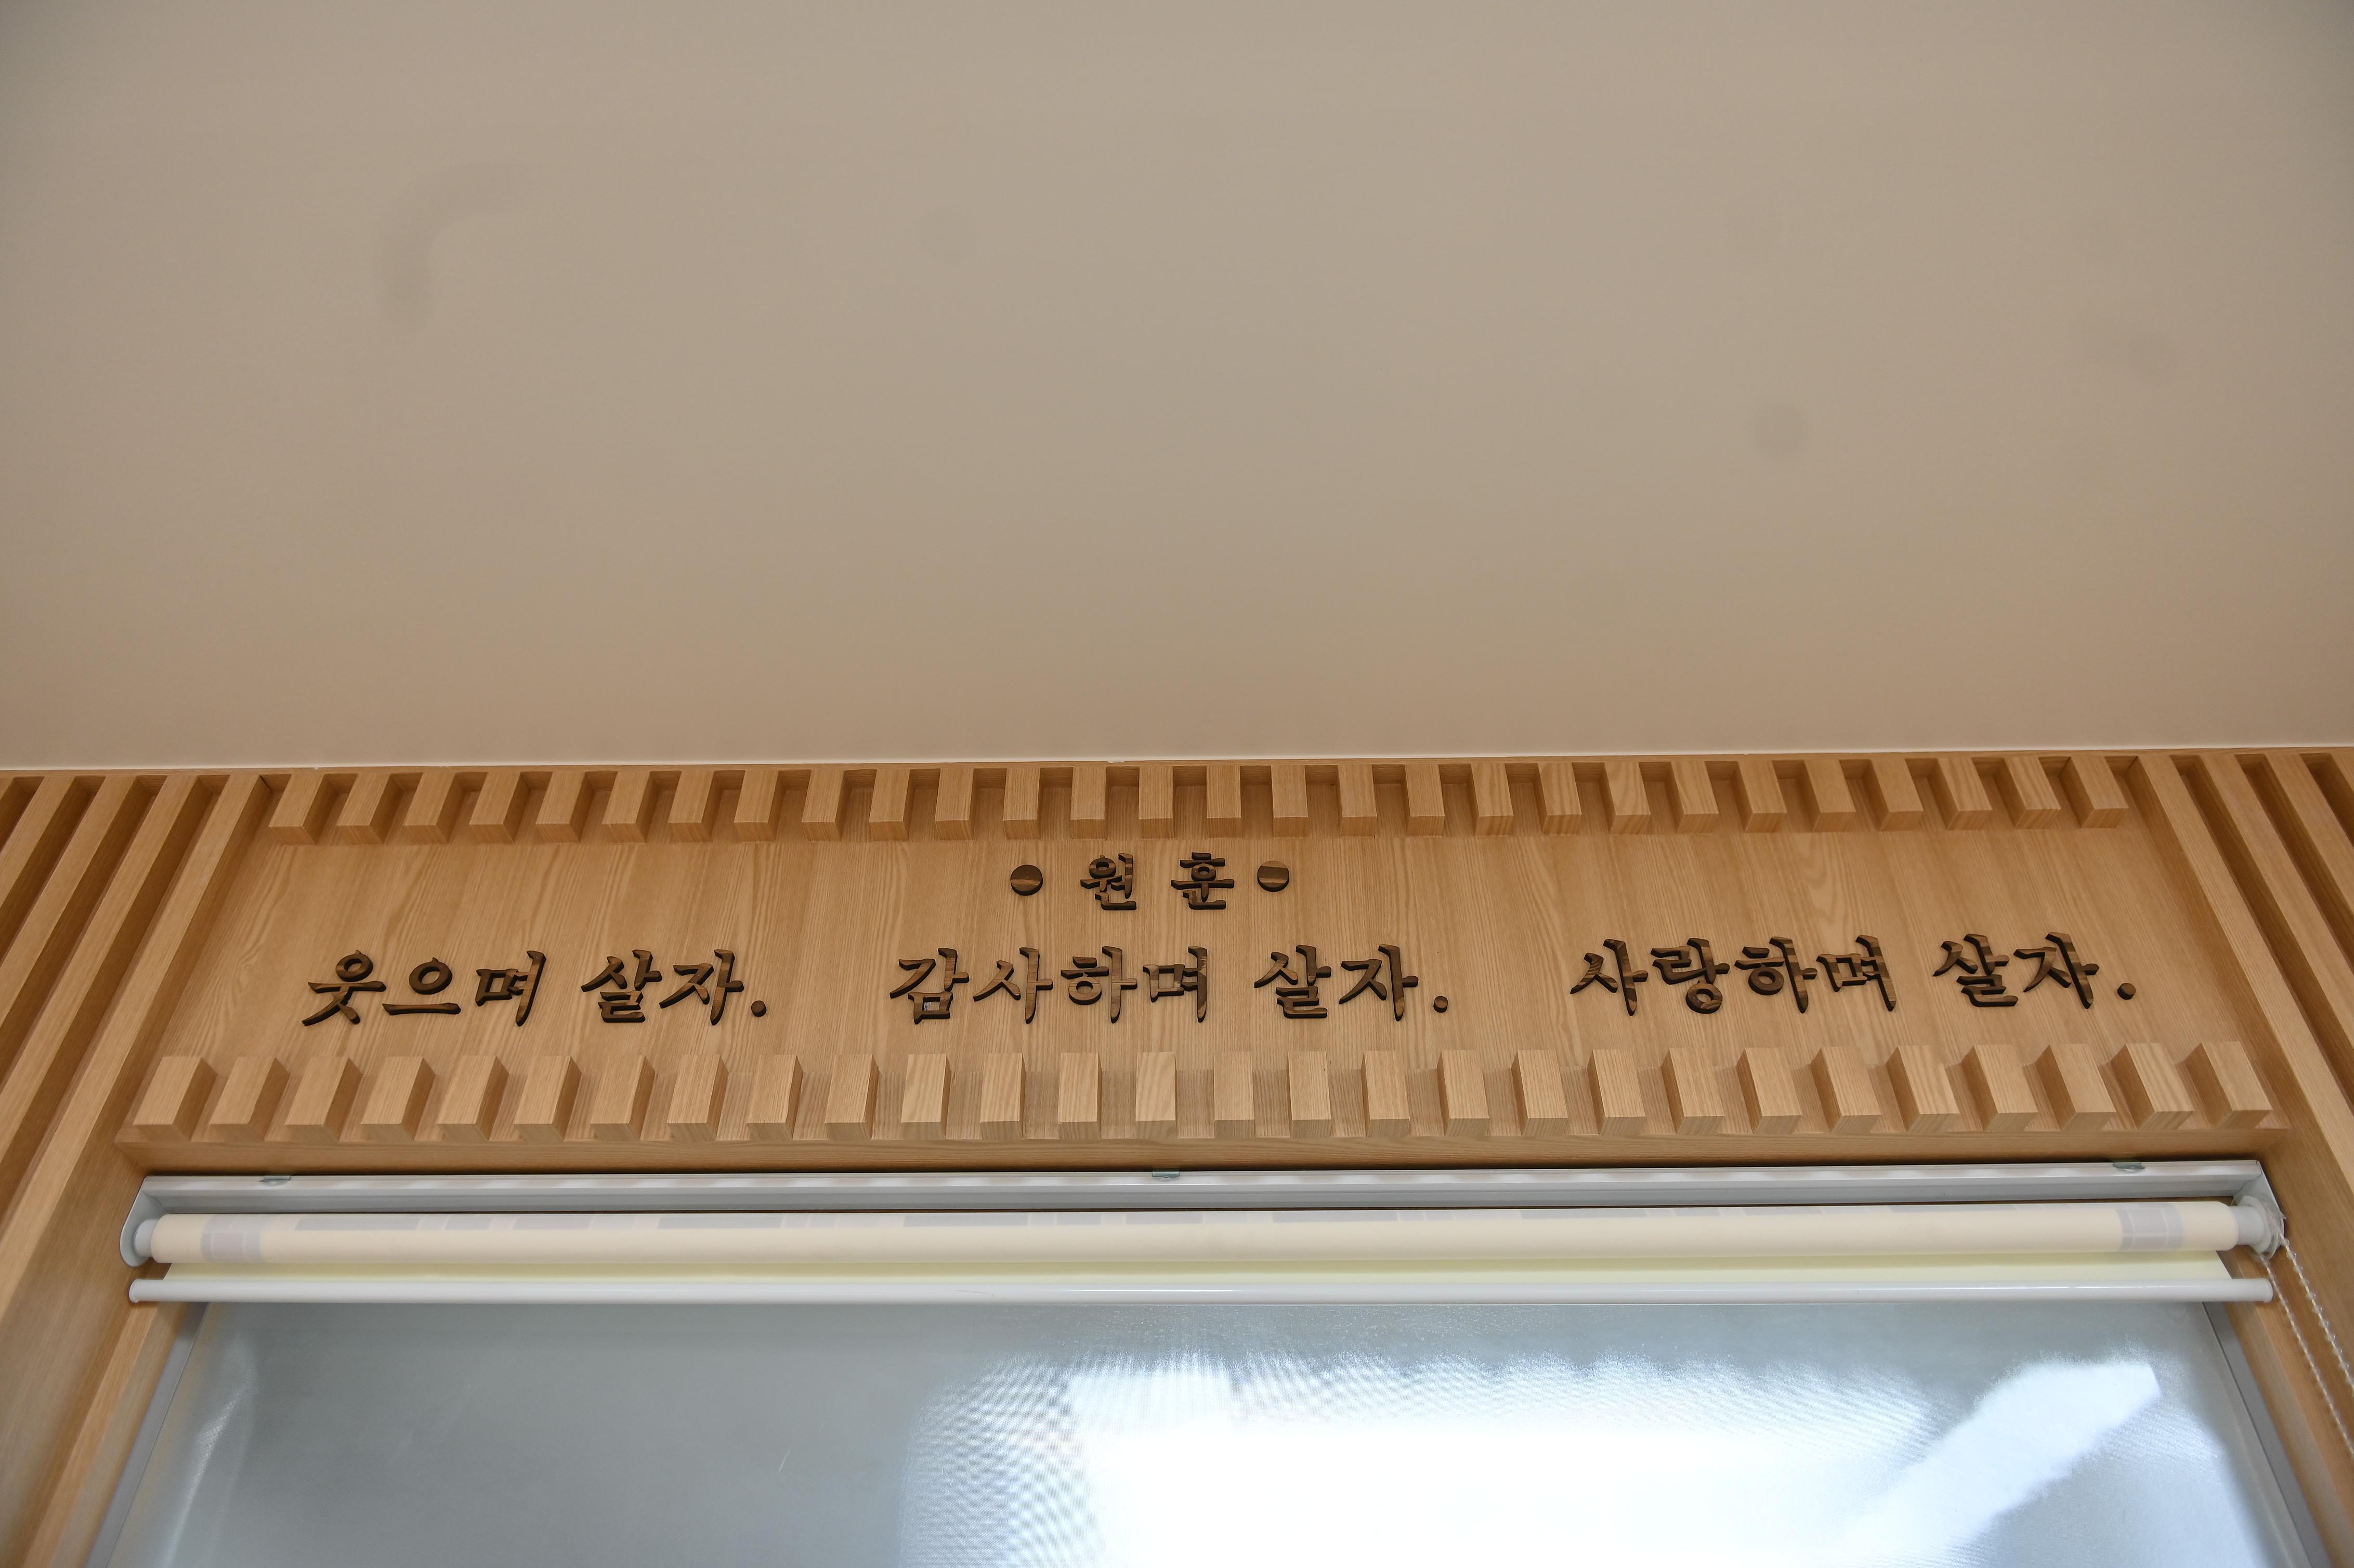 ● 원 훈 ●
웃으며 살자. 감사하며 살자. 사랑하며 살자.